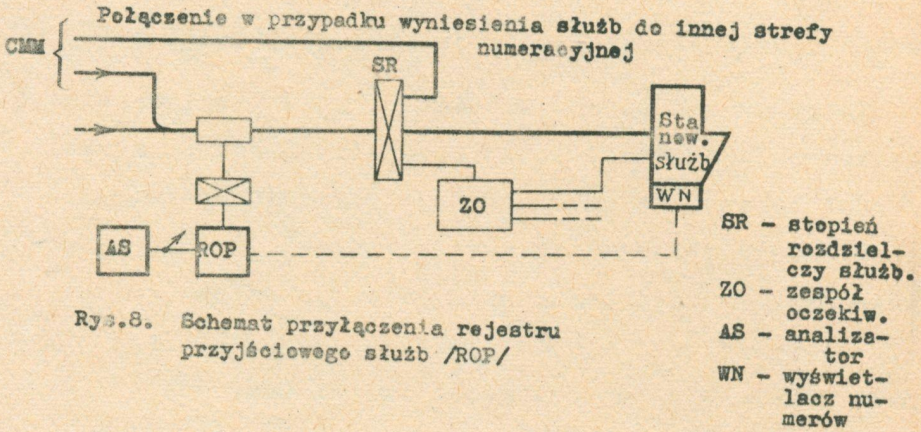 Połączenie w przypadku wyniesienia służb do innej strefy
numeracyjnej
CMM
SR
Sta
now.
służb
WN
ZO
AS
ROP
SR - stopień
rozdziel-
czy służb.
ZO - zespół
oczekiw.
AS - analiza-
tor
WN - wyświet-
lacz nu-
merów
Rys.8. Schemat przyłączenia rejestru
przyjściowego służb /ROP/